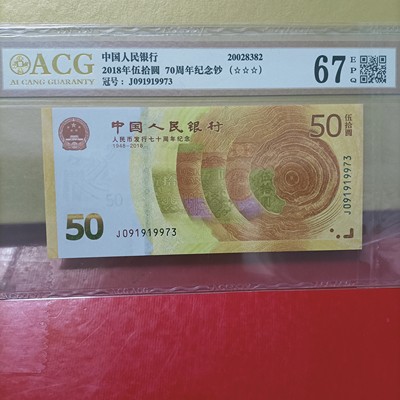 ACG
AI CANG GUARANTY
中国人民银行 20028382
2018年伍拾圆 70周年纪念钞 (☆☆☆)
冠号: J091919973
67 EPQ
中国人民银行
人民币发行七十周年纪念
1948-2018
50 伍拾圆
J091919973
50 J091919973